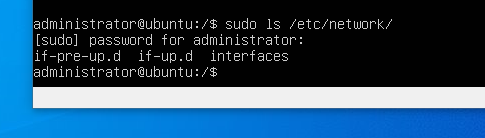 administrator@ubuntu:/$ sudo ls /etc/network/
[sudo] password for administrator:
if-pre-up.d  if-up.d  interfaces
administrator@ubuntu:/$